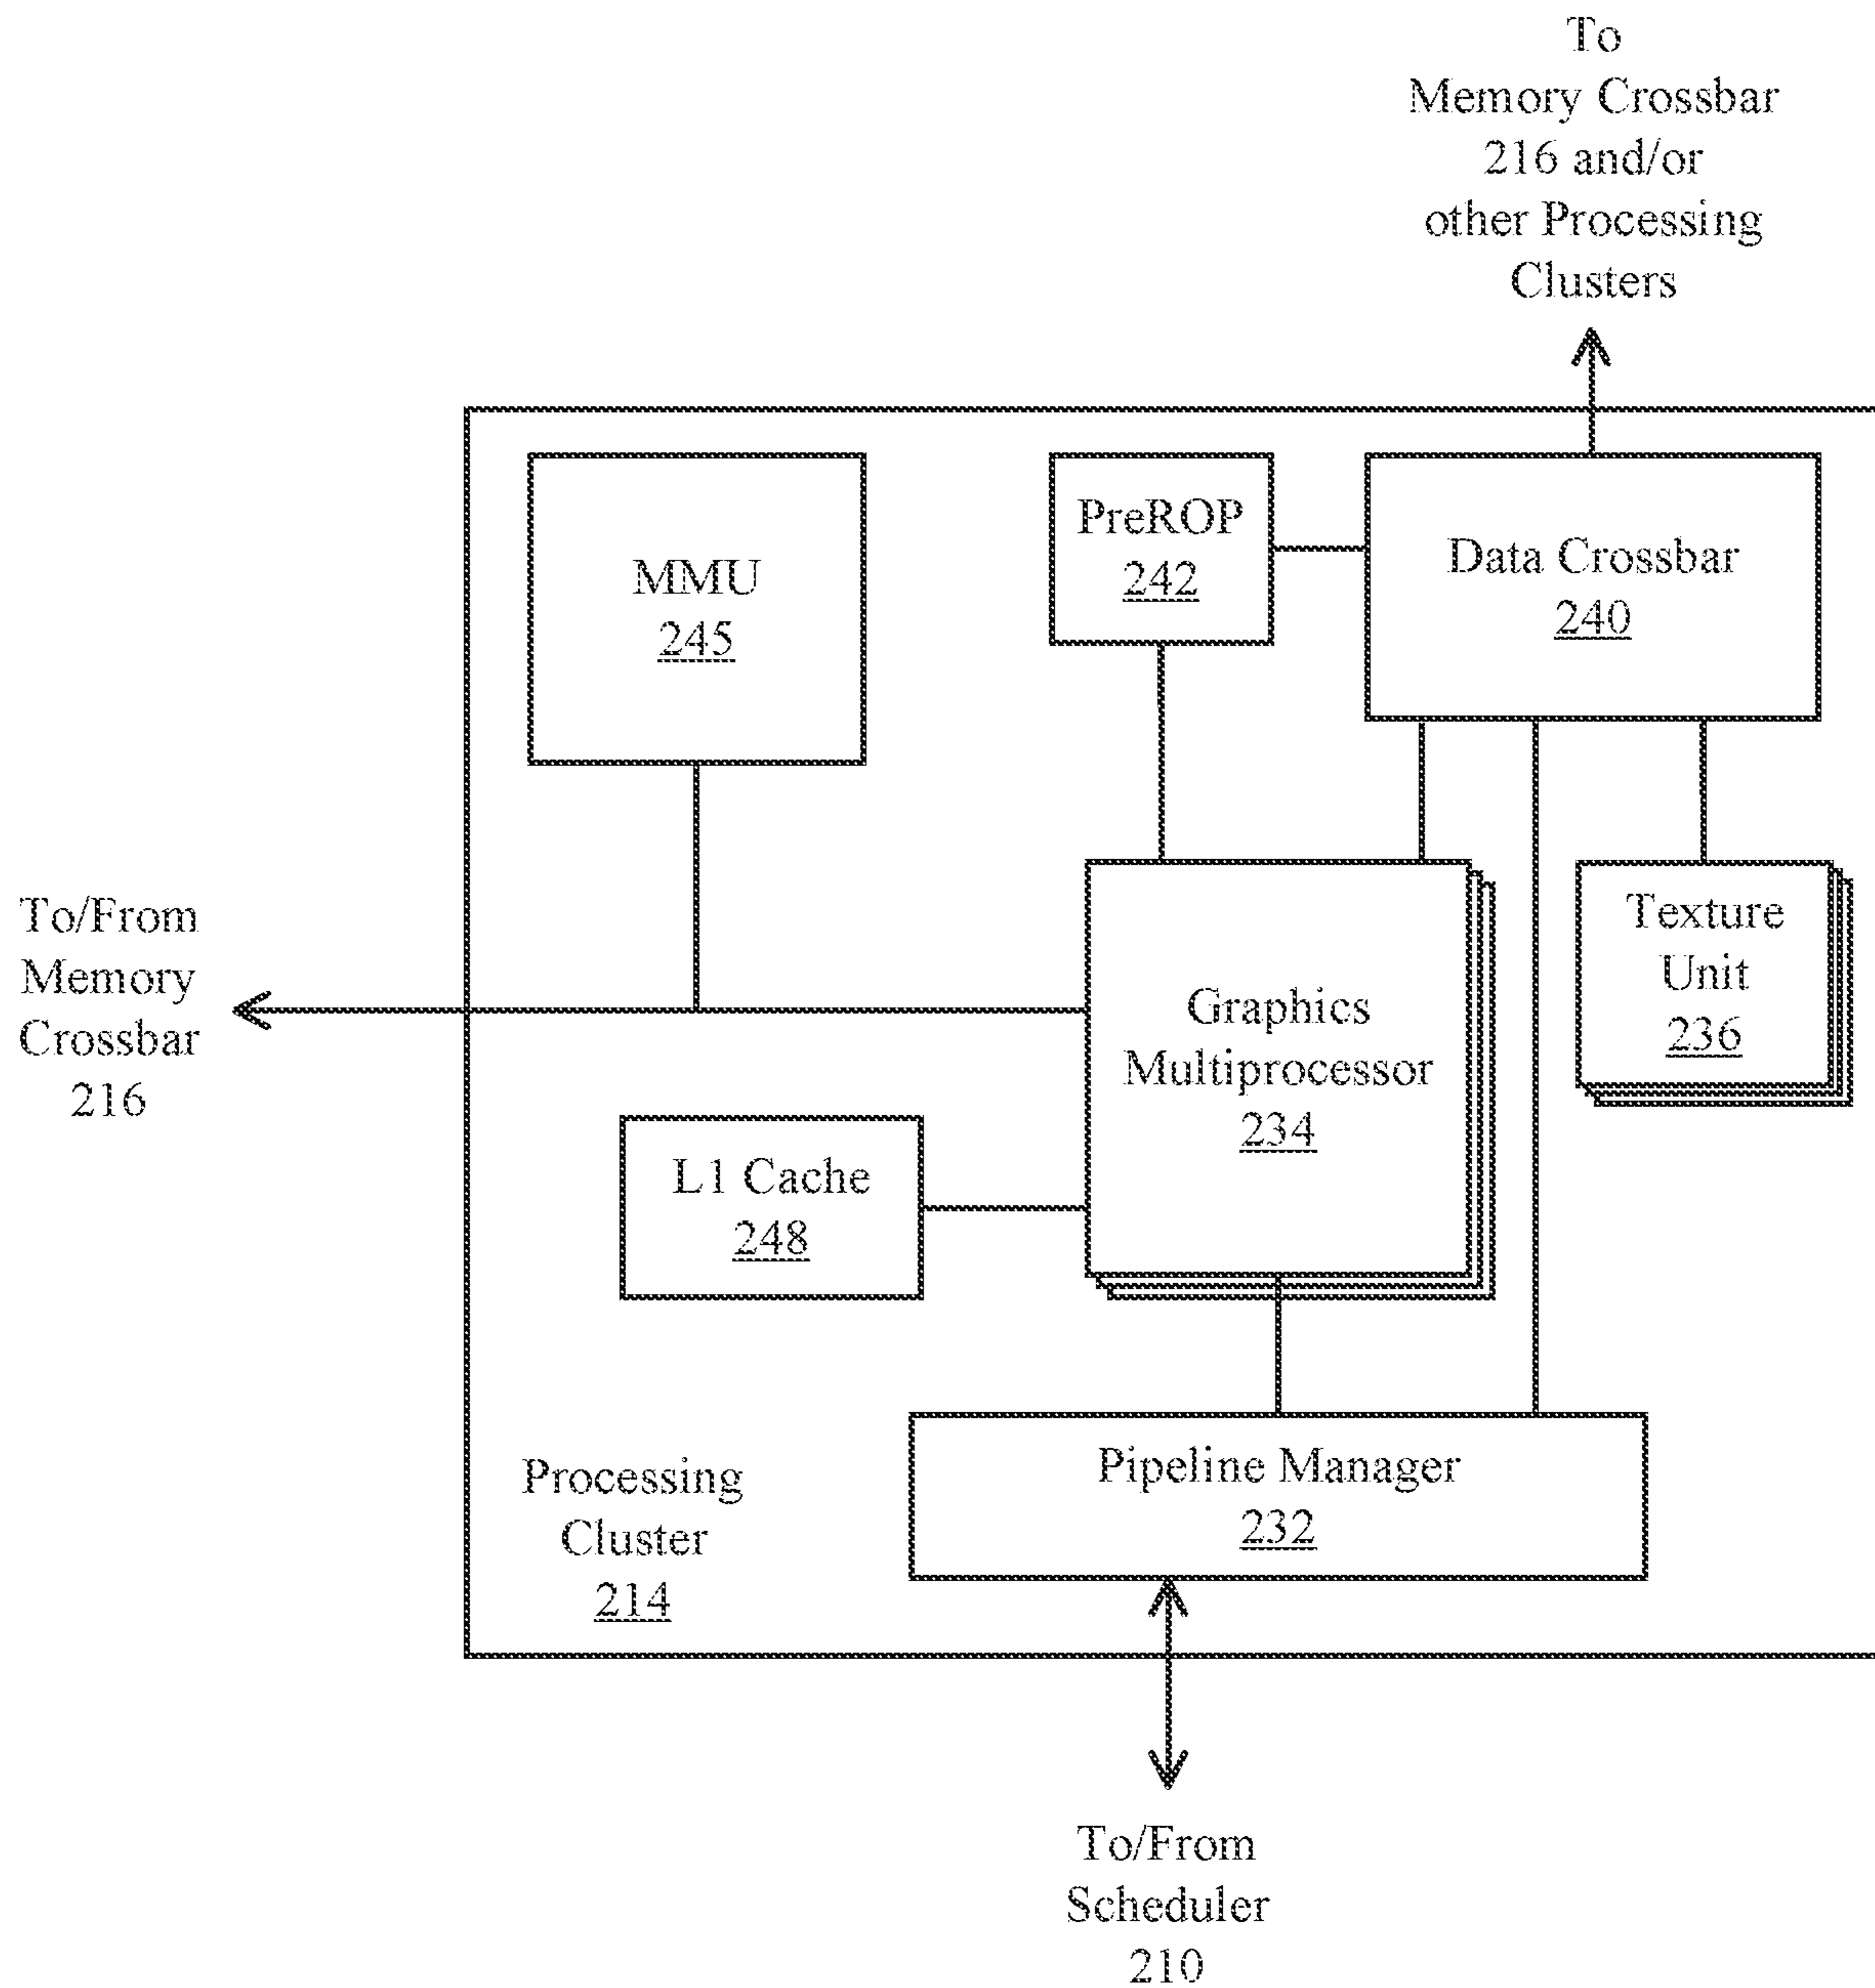 To
Memory Crossbar
216 and/or
other Processing
Clusters
MMU
245
PreROP
242
Data Crossbar
240
To/From
Memory
Crossbar
216
Graphics
Multiprocessor
234
Texture
Unit
236
L1 Cache
248
Pipeline Manager
232
Processing
Cluster
214
To/From
Scheduler
210